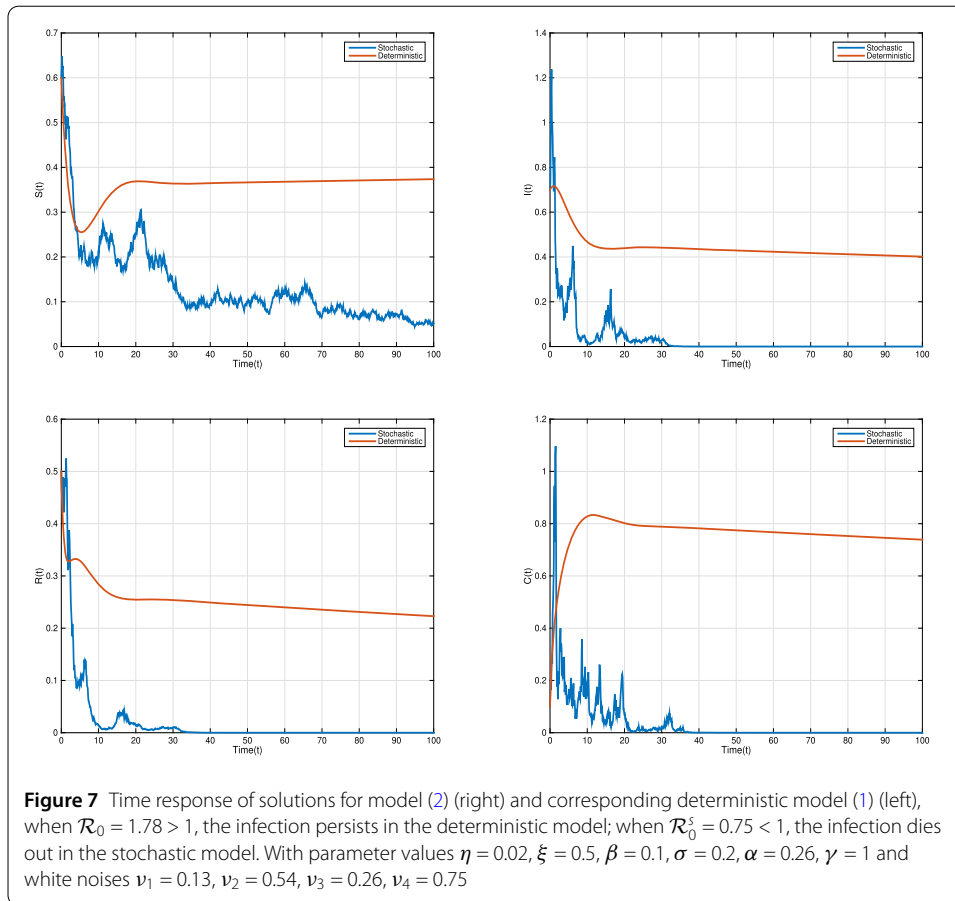 Stochastic
Deterministic
S(t)
0.7
0.6
0.5
0.4
0.3
0.2
0.1
0
0 10 20 30 40 50 60 70 80 90 100
Time(t)
Stochastic
Deterministic
I(t)
1.4
1.2
1
0.8
0.6
0.4
0.2
0
0 10 20 30 40 50 60 70 80 90 100
Time(t)
Stochastic
Deterministic
R(t)
0.6
0.5
0.4
0.3
0.2
0.1
0
0 10 20 30 40 50 60 70 80 90 100
Time(t)
Stochastic
Deterministic
C(t)
1.2
1
0.8
0.6
0.4
0.2
0
0 10 20 30 40 50 60 70 80 90 100
Time(t)
Figure 7 Time response of solutions for model (2) (right) and corresponding deterministic model (1) (left),
when 𝓡₀ = 1.78 > 1, the infection persists in the deterministic model; when 𝓡₀ˢ = 0.75 < 1, the infection dies
out in the stochastic model. With parameter values η = 0.02, ξ = 0.5, β = 0.1, σ = 0.2, α = 0.26, γ = 1 and
white noises ν₁ = 0.13, ν₂ = 0.54, ν₃ = 0.26, ν₄ = 0.75